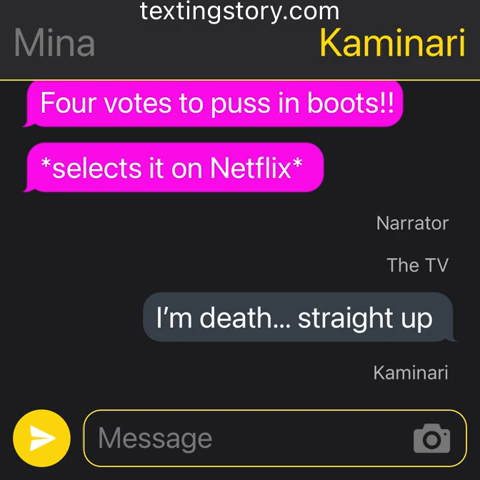 textingstory.com
Mina
Kaminari
Four votes to puss in boots!!
*selects it on Netflix*
Narrator
The TV
I’m death... straight up
Kaminari
Message